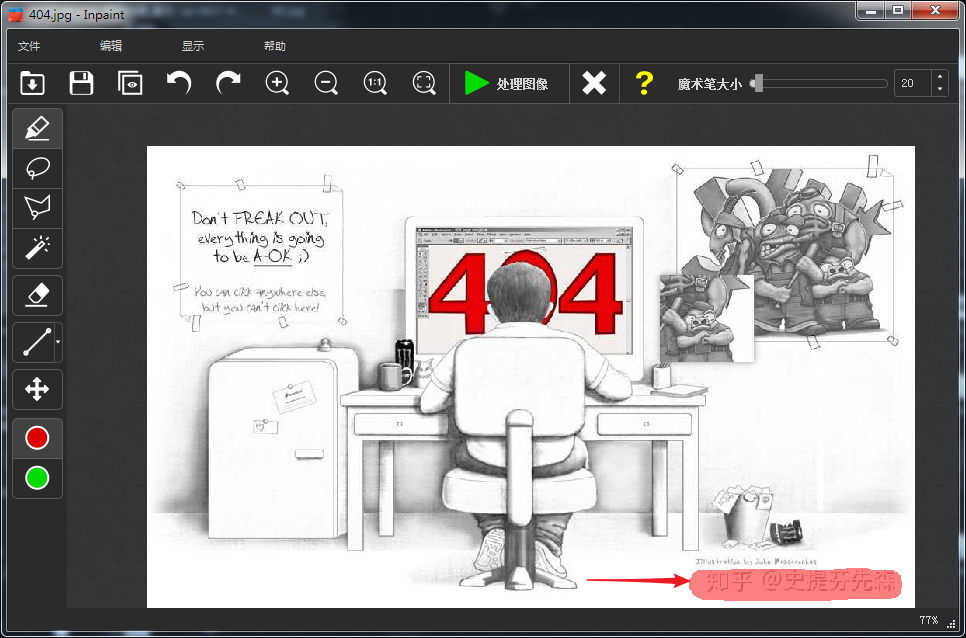 404.jpg - Inpaint
文件 编辑 显示 帮助
1:1 处理图像 ? 魔术笔大小 20
Don't FREAK OUT,
everything is going
to be A-OK ;)
You can click anywhere else,
but you can't click here!
404
Illustration by
知乎 @史提芬先森
77%